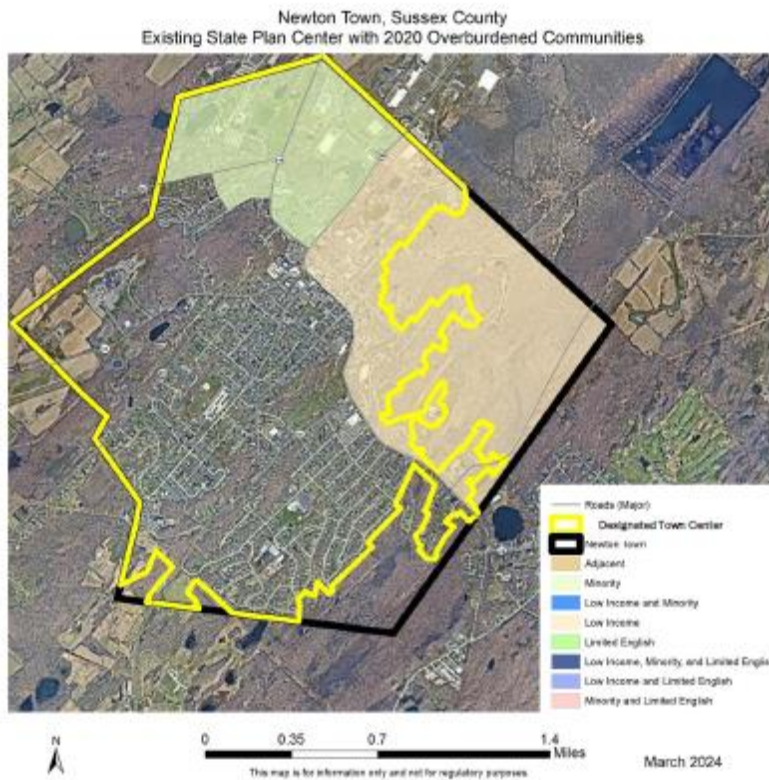 Newton Town, Sussex County
Existing State Plan Center with 2020 Overburdened Communities
Roads (Major)
Designated Town Center
Newton town
Adjacent
Minority
Low Income and Minority
Low Income
Limited English
Low Income, Minority, and Limited English
Low Income and Limited English
Minority and Limited English
N
0 0.35 0.7 1.4
Miles
This map is for information only and not for regulatory purposes.
March 2024